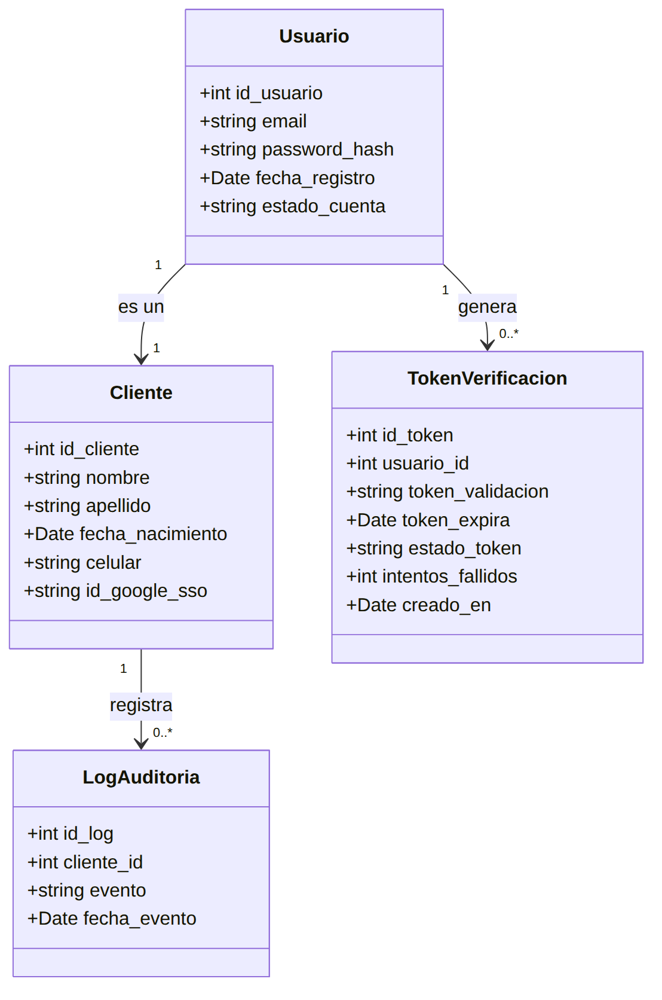 Usuario
+int id_usuario
+string email
+string password_hash
+Date fecha_registro
+string estado_cuenta
1
es un
1
1
genera
0..*
Cliente
+int id_cliente
+string nombre
+string apellido
+Date fecha_nacimiento
+string celular
+string id_google_sso
TokenVerificacion
+int id_token
+int usuario_id
+string token_validacion
+Date token_expira
+string estado_token
+int intentos_fallidos
+Date creado_en
1
registra
0..*
LogAuditoria
+int id_log
+int cliente_id
+string evento
+Date fecha_evento